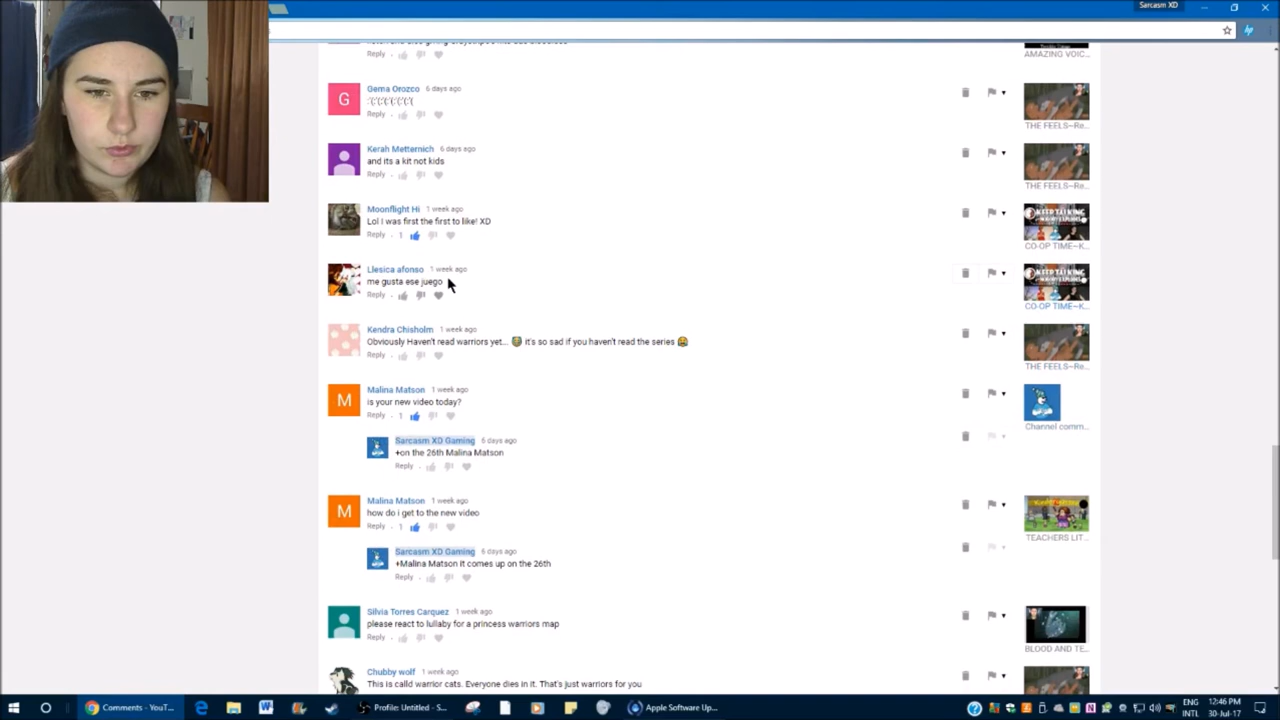 Sarcasm XD
Reply
AMAZING VOIC...
Gema Orozco 6 days ago
:'(:'(:'(:'(:'(:'(
Reply
THE FEELS~Re...
Kerah Metternich 6 days ago
and its a kit not kids
Reply
THE FEELS~Re...
Moonflight Hi 1 week ago
Lol I was first the first to like! XD
Reply 1
KEEP TALKING
CO-OP TIME~K...
Llesica afonso 1 week ago
me gusta ese juego
Reply
KEEP TALKING
CO-OP TIME~K...
Kendra Chisholm 1 week ago
Obviously Haven't read warriors yet... it's so sad if you haven't read the series
Reply
THE FEELS~Re...
M
Malina Matson 1 week ago
is your new video today?
Reply 1
Channel comm...
Sarcasm XD Gaming 6 days ago
+on the 26th Malina Matson
Reply
M
Malina Matson 1 week ago
how do i get to the new video
Reply 1
TEACHERS LIT...
Sarcasm XD Gaming 6 days ago
+Malina Matson it comes up on the 26th
Reply
Silvia Torres Carquez 1 week ago
please react to lullaby for a princess warriors map
Reply
BLOOD AND TE...
Chubby wolf 1 week ago
This is calld warrior cats. Everyone dies in it. That's just warriors for you
Comments - YouT...
Profile: Untitled - S...
Apple Software Up...
ENG
INTL
12:46 PM
30-Jul-17